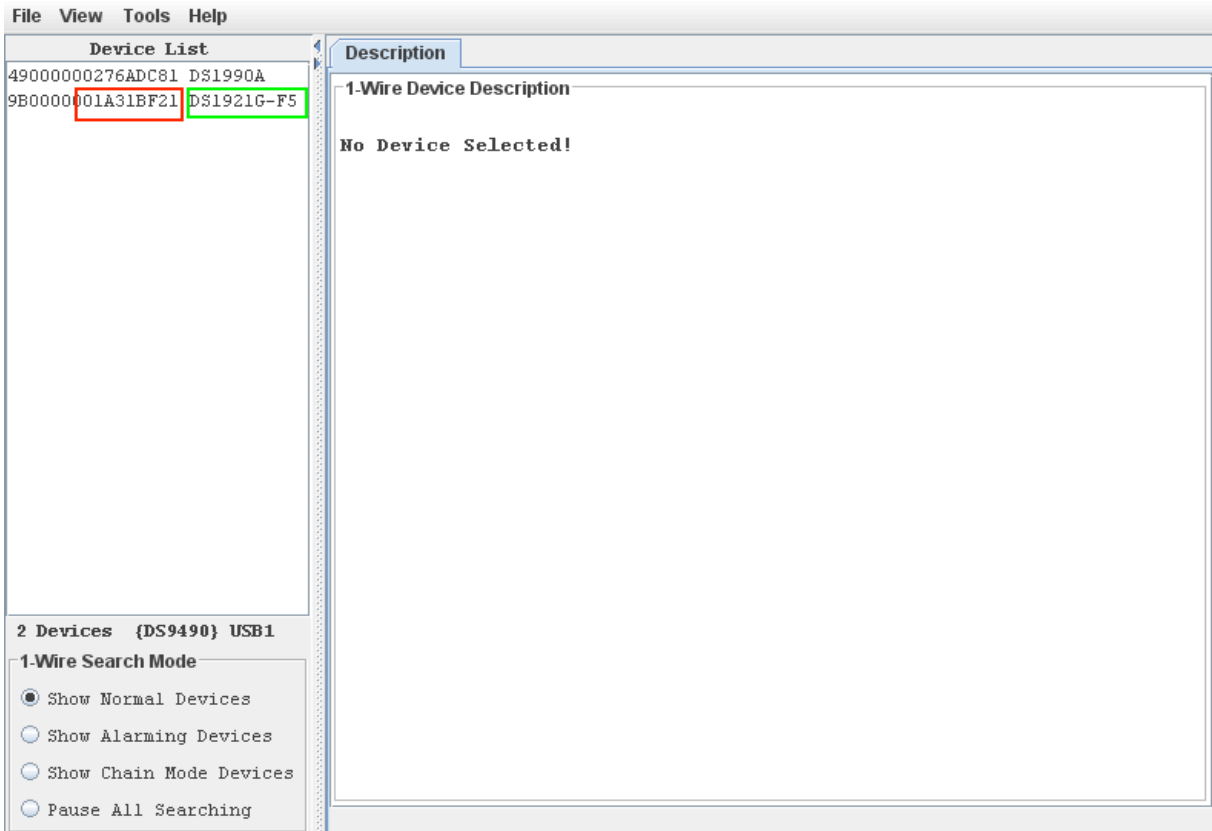 File View Tools Help
Device List
49000000276ADC81 DS1990A
9B00000001A31BF21 DS1921G-F5
2 Devices {DS9490} USB1
1-Wire Search Mode
Show Normal Devices
Show Alarming Devices
Show Chain Mode Devices
Pause All Searching
Description
1-Wire Device Description
No Device Selected!